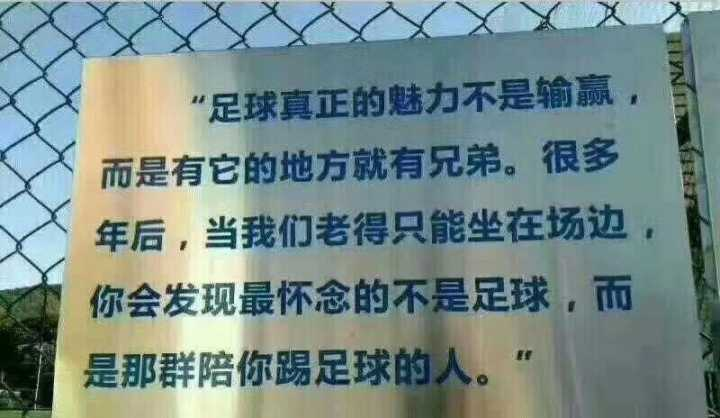 “足球真正的魅力不是输赢，
而是有它的地方就有兄弟。很多
年后，当我们老得只能坐在场边，
你会发现最怀念的不是足球，而
是那群陪你踢足球的人。”